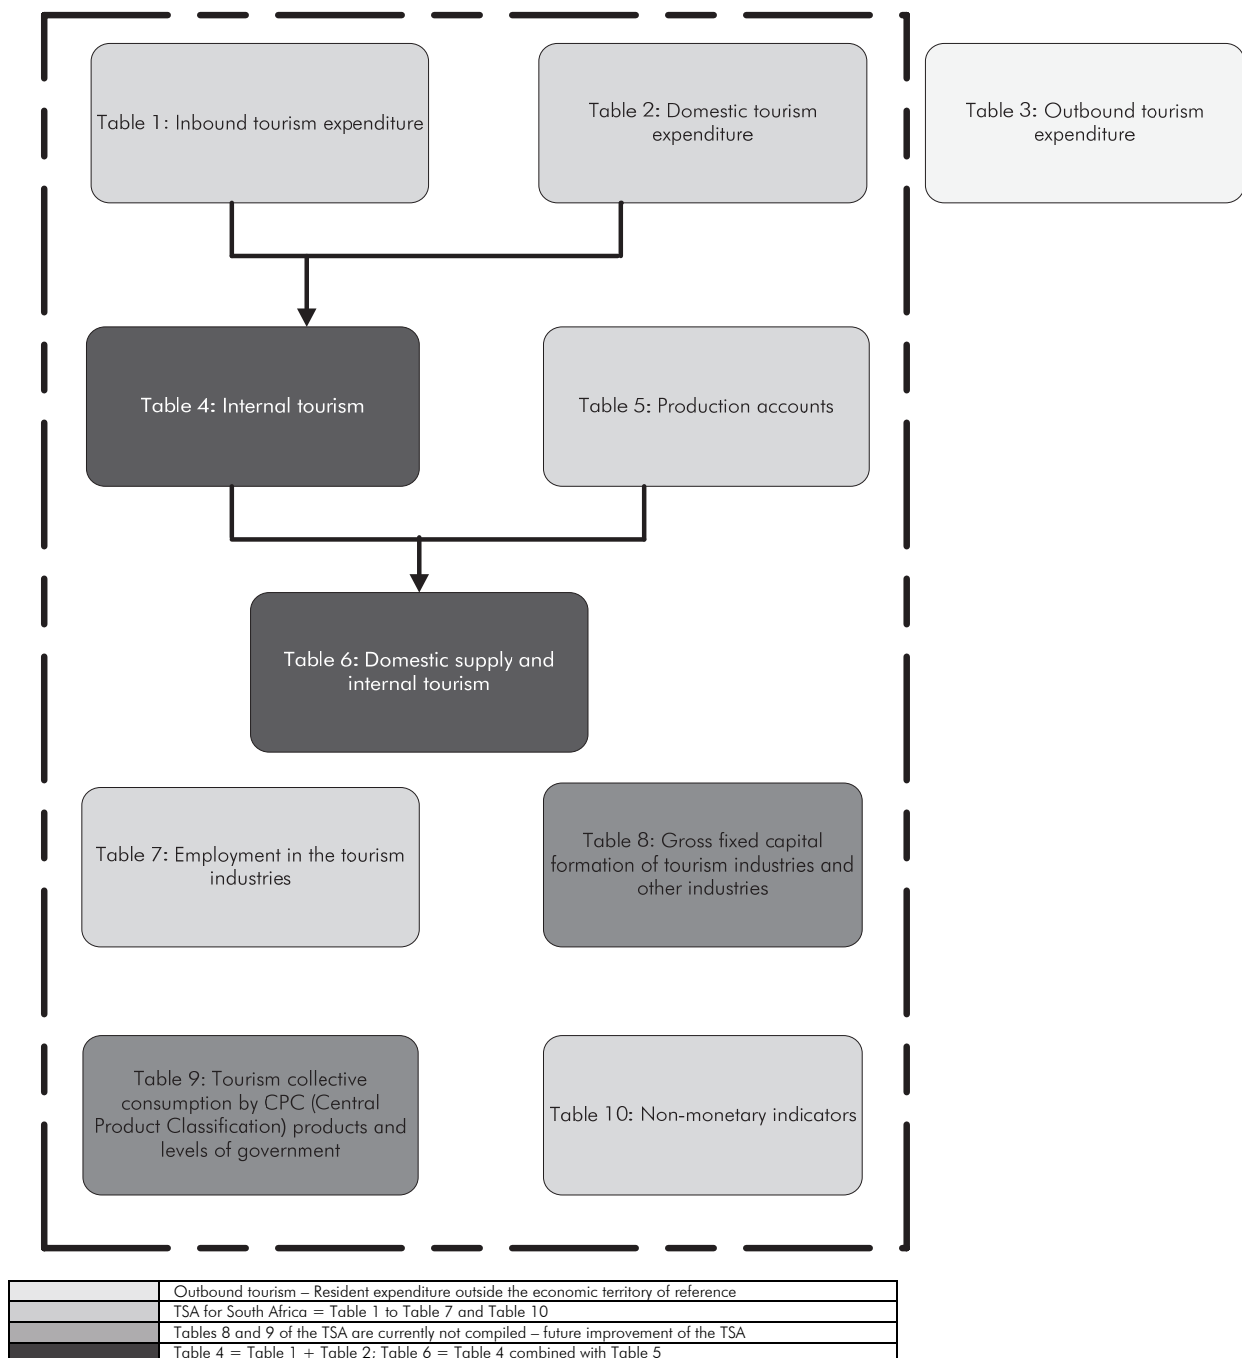 Table 1: Inbound tourism expenditure
Table 2: Domestic tourism
expenditure
Table 3: Outbound tourism
expenditure
Table 4: Internal tourism
Table 5: Production accounts
Table 6: Domestic supply and
internal tourism
Table 7: Employment in the tourism
industries
Table 8: Gross fixed capital
formation of tourism industries and
other industries
Table 9: Tourism collective
consumption by CPC (Central
Product Classification) products and
levels of government
Table 10: Non-monetary indicators
Outbound tourism – Resident expenditure outside the economic territory of reference
TSA for South Africa = Table 1 to Table 7 and Table 10
Tables 8 and 9 of the TSA are currently not compiled – future improvement of the TSA
Table 4 = Table 1 + Table 2; Table 6 = Table 4 combined with Table 5